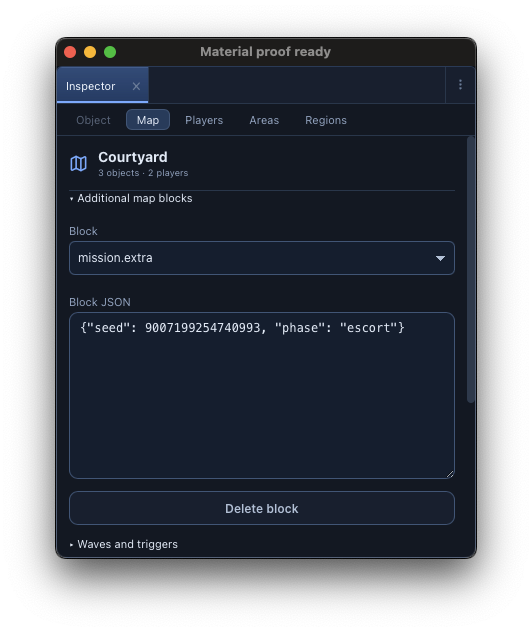 Material proof ready
Inspector
Object Map Players Areas Regions
Courtyard
3 objects · 2 players
Additional map blocks
Block
mission.extra
Block JSON
{"seed": 9007199254740993, "phase": "escort"}
Delete block
Waves and triggers